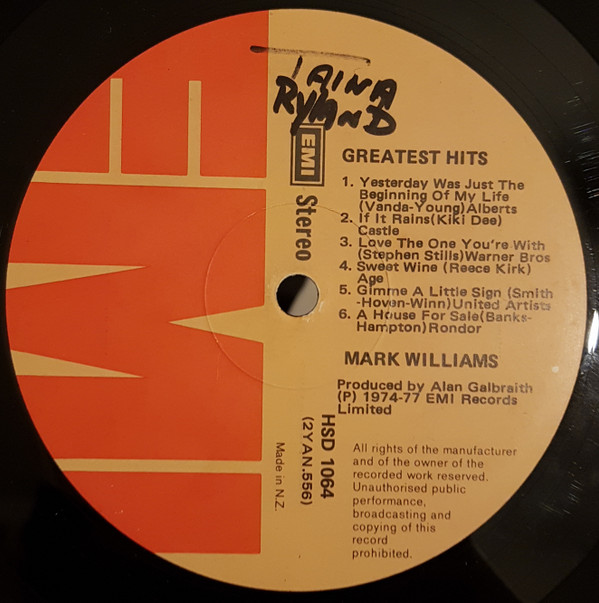 IAINA
RYLAND
EMI
Stereo
GREATEST HITS
1. Yesterday Was Just The
Beginning Of My Life
(Vanda-Young)Alberts
2. If It Rains(Kiki Dee)
Castle
3. Love The One You're With
(Stephen Stills)Warner Bros
4. Sweet Wine (Reece Kirk)
Age
5. Gimme A Little Sign (Smith
-Hoven-Winn)United Artists
6. A House For Sale(Banks-
Hampton)Rondor
MARK WILLIAMS
Produced by Alan Galbraith
(P) 1974-77 EMI Records
Limited
HSD 1064
(2YAN.556)
Made in N.Z.
All rights of the manufacturer
and of the owner of the
recorded work reserved.
Unauthorised public
performance,
broadcasting and
copying of this
record
prohibited.
EMI